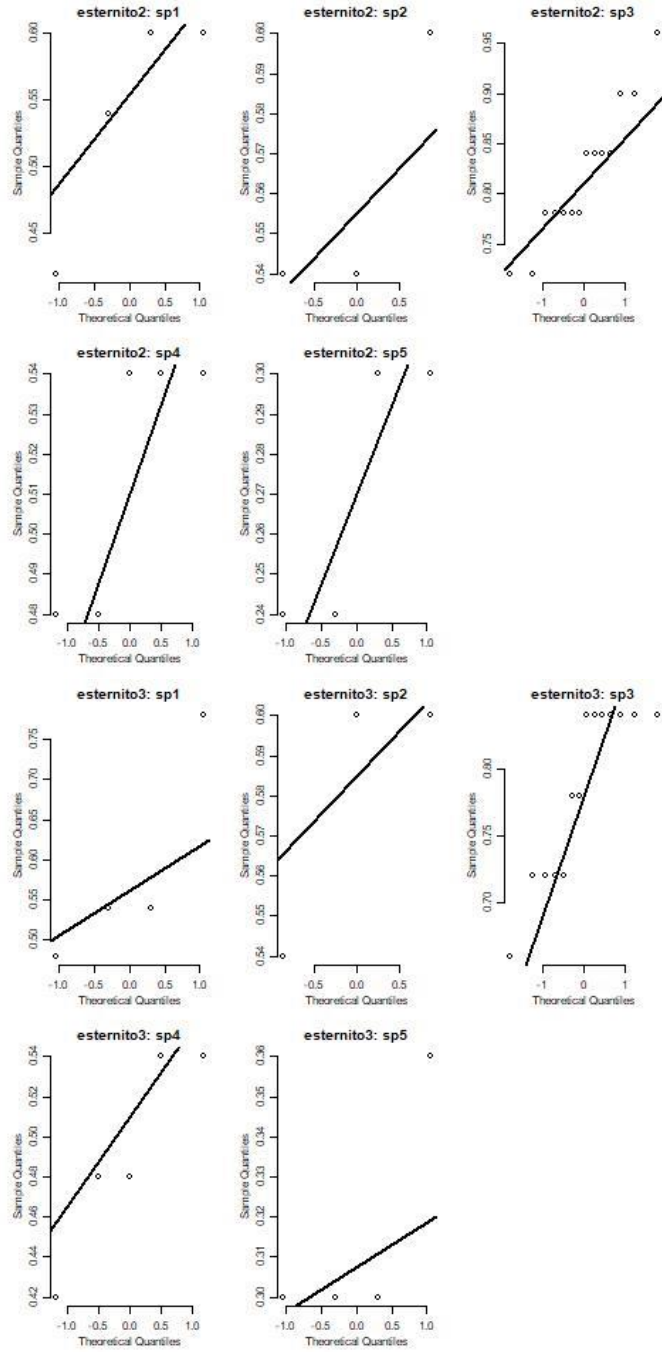 esternito2: sp1
Sample Quantiles
0.45 0.50 0.55 0.60
-1.0 -0.5 0.0 0.5 1.0
Theoretical Quantiles
esternito2: sp2
Sample Quantiles
0.54 0.55 0.56 0.57 0.58 0.59 0.60
-0.5 0.0 0.5
Theoretical Quantiles
esternito2: sp3
Sample Quantiles
0.75 0.80 0.85 0.90 0.95
-1 0 1
Theoretical Quantiles
esternito2: sp4
Sample Quantiles
0.48 0.49 0.50 0.51 0.52 0.53 0.54
-1.0 -0.5 0.0 0.5 1.0
Theoretical Quantiles
esternito2: sp5
Sample Quantiles
0.24 0.25 0.26 0.27 0.28 0.29 0.30
-1.0 -0.5 0.0 0.5 1.0
Theoretical Quantiles
esternito3: sp1
Sample Quantiles
0.50 0.55 0.60 0.65 0.70 0.75
-1.0 -0.5 0.0 0.5 1.0
Theoretical Quantiles
esternito3: sp2
Sample Quantiles
0.54 0.55 0.56 0.57 0.58 0.59 0.60
-0.5 0.0 0.5
Theoretical Quantiles
esternito3: sp3
Sample Quantiles
0.70 0.75 0.80
-1 0 1
Theoretical Quantiles
esternito3: sp4
Sample Quantiles
0.42 0.44 0.46 0.48 0.50 0.52 0.54
-1.0 -0.5 0.0 0.5 1.0
Theoretical Quantiles
esternito3: sp5
Sample Quantiles
0.30 0.31 0.32 0.33 0.34 0.35 0.36
-1.0 -0.5 0.0 0.5 1.0
Theoretical Quantiles